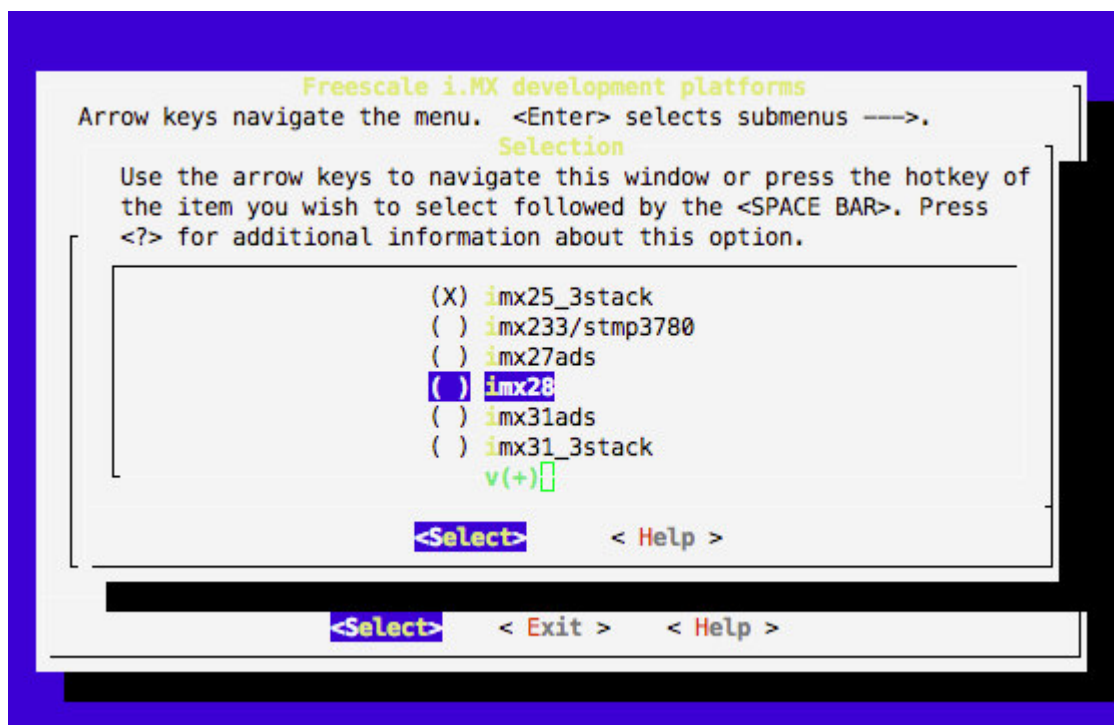 Freescale i.MX development platforms
Arrow keys navigate the menu.  <Enter> selects submenus --->.
Selection
Use the arrow keys to navigate this window or press the hotkey of
the item you wish to select followed by the <SPACE BAR>. Press
<?> for additional information about this option.
(X) imx25_3stack
( ) imx233/stmp3780
( ) imx27ads
( ) imx28
( ) imx31ads
( ) imx31_3stack
v(+)
<Select>      < Help >
<Select>    < Exit >    < Help >